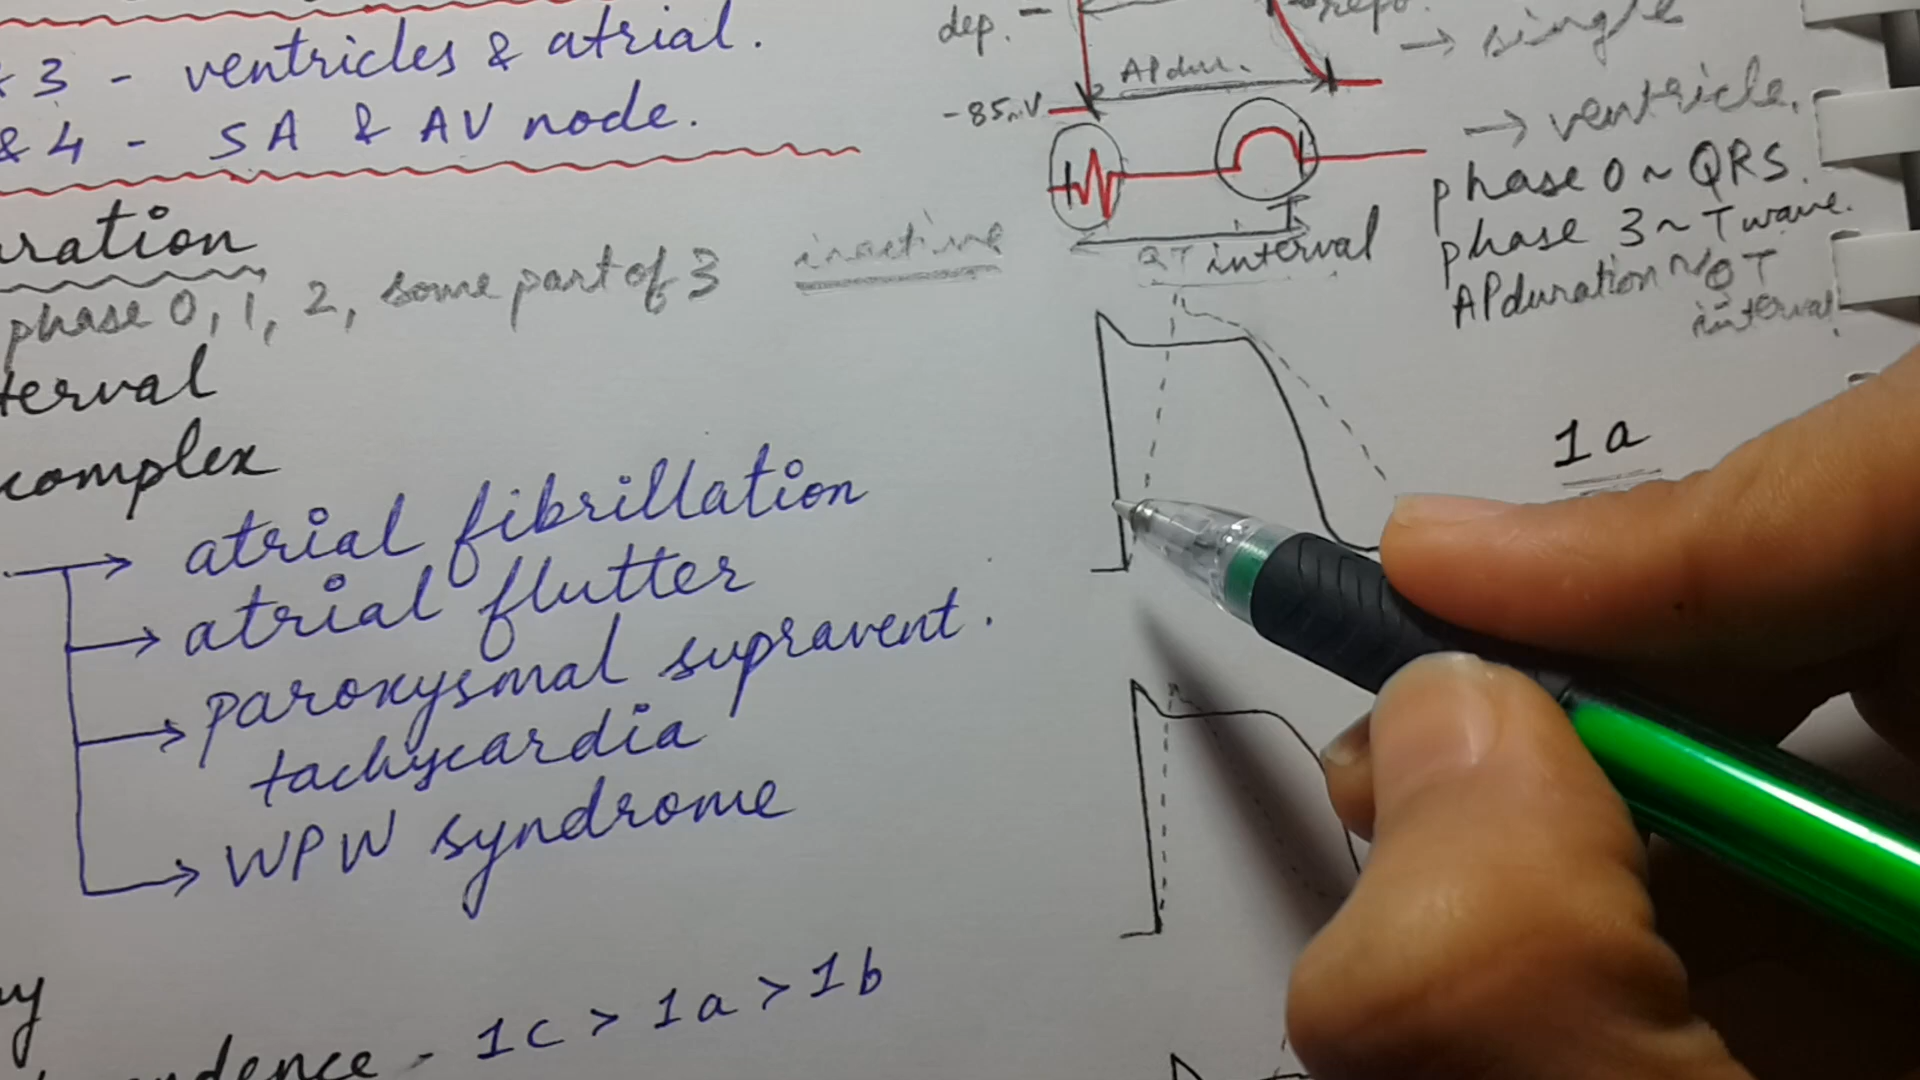 & 3 - ventricles & atrial.
& 4 - SA & AV node.
ration
phase 0, 1, 2, some part of 3 inactive
terval
complex
→ atrial fibrillation
→ atrial flutter
→ paroxysmal supravent.
tachycardia
→ WPW syndrome
ndence - 1c > 1a > 1b
dep. -
→ single
AP dur.
-85mV
→ ventricle.
phase 0 ~ QRS.
phase 3 ~ T wave.
AP duration ~ QT
interval
QT interval
1a